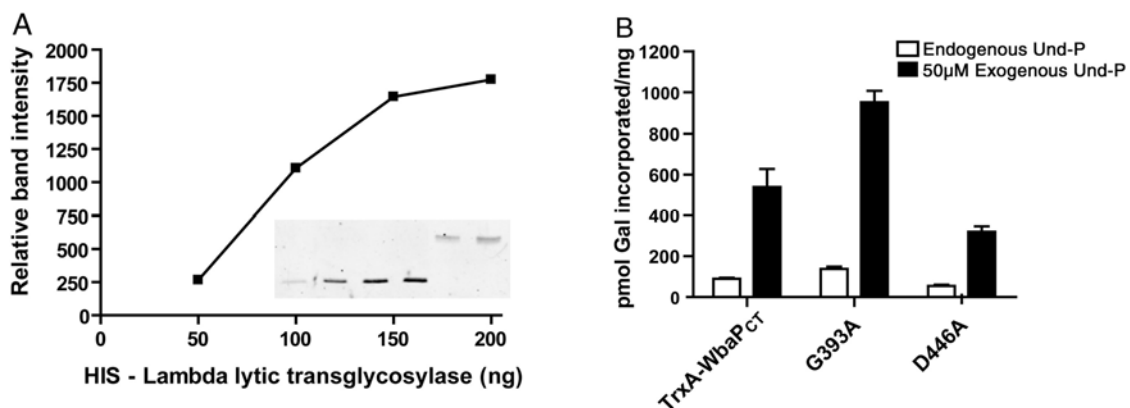 A
Relative band intensity
2000
1750
1500
1250
1000
750
500
250
0
0 50 100 150 200
HIS - Lambda lytic transglycosylase (ng)
B
Endogenous Und-P
50µM Exogenous Und-P
pmol Gal incorporated/mg
1200
1000
800
600
400
200
0
TrxA-WbaPCT
G393A
D446A